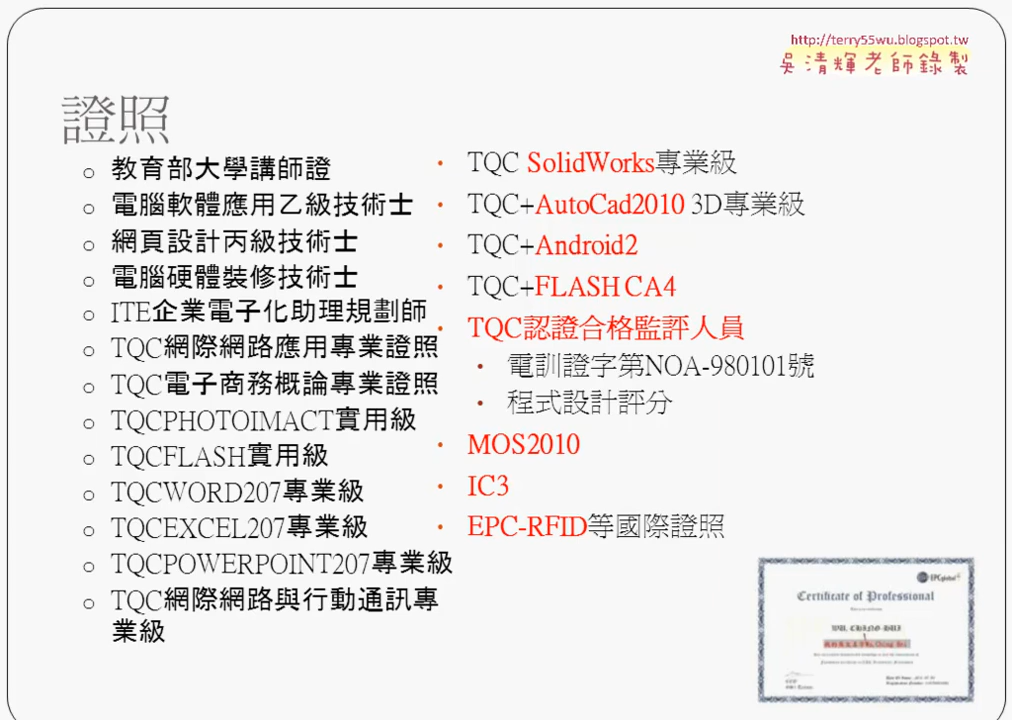 http://terry55wu.blogspot.tw
吳清輝老師錄製
證照
教育部大學講師證
電腦軟體應用乙級技術士
網頁設計丙級技術士
電腦硬體裝修技術士
ITE企業電子化助理規劃師
TQC網際網路應用專業證照
TQC電子商務概論專業證照
TQCPHOTOIMACT實用級
TQCFLASH實用級
TQCWORD207專業級
TQCEXCEL207專業級
TQCPOWERPOINT207專業級
TQC網際網路與行動通訊專
業級
TQC SolidWorks專業級
TQC+AutoCad2010 3D專業級
TQC+Android2
TQC+FLASH CA4
TQC認證合格監評人員
電訓證字第NOA-980101號
程式設計評分
MOS2010
IC3
EPC-RFID等國際證照
EPCglobal
Certificate of Professional
WU, CHING-HUI